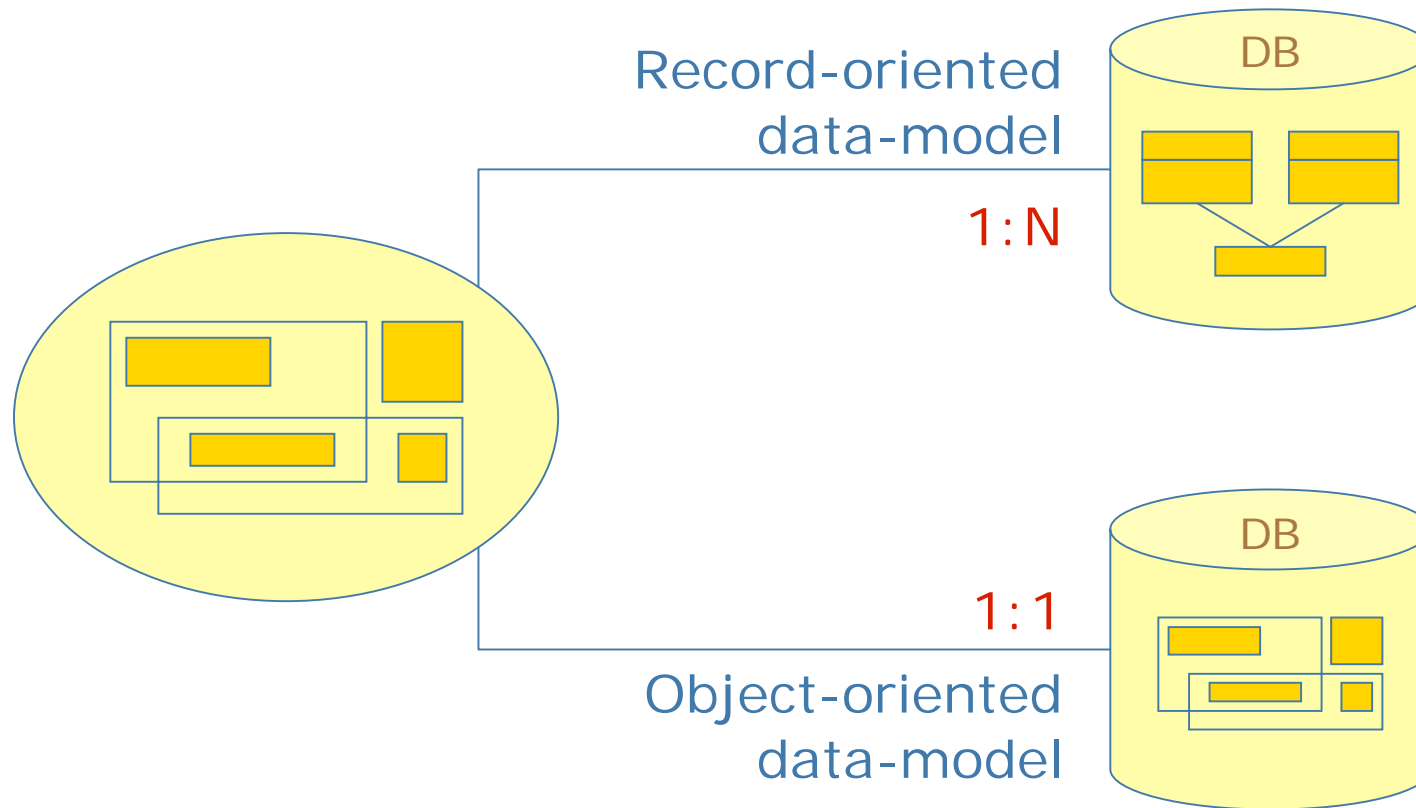 DB
Record-oriented
data-model
1:N
DB
1:1
Object-oriented
data-model